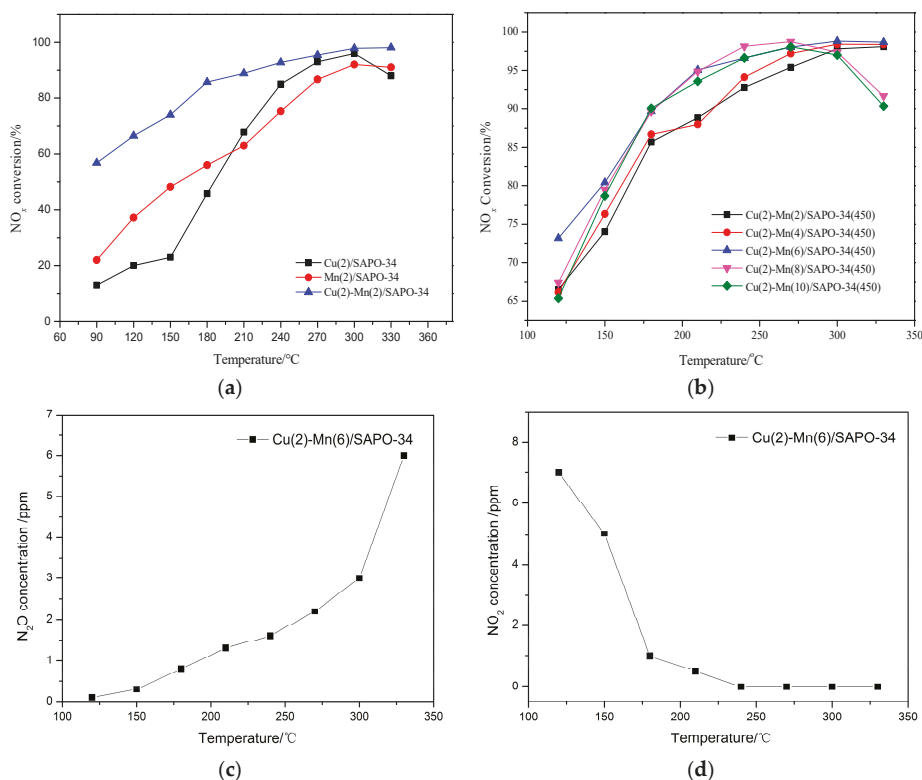 100
80
60
40
20
0
NOₓ conversion/%
Cu(2)/SAPO-34
Mn(2)/SAPO-34
Cu(2)-Mn(2)/SAPO-34
60 90 120 150 180 210 240 270 300 330 360
Temperature/°C
(a)
100
95
90
85
80
75
70
65
NOₓ Conversion/%
Cu(2)-Mn(2)/SAPO-34(450)
Cu(2)-Mn(4)/SAPO-34(450)
Cu(2)-Mn(6)/SAPO-34(450)
Cu(2)-Mn(8)/SAPO-34(450)
Cu(2)-Mn(10)/SAPO-34(450)
100 150 200 250 300 350
Temperature/°C
(b)
7
6
5
4
3
2
1
0
N₂O concentration /ppm
Cu(2)-Mn(6)/SAPO-34
100 150 200 250 300 350
Temperature/℃
(c)
8
6
4
2
0
NO₂ concentration /ppm
Cu(2)-Mn(6)/SAPO-34
100 150 200 250 300 350
Temperature/℃
(d)